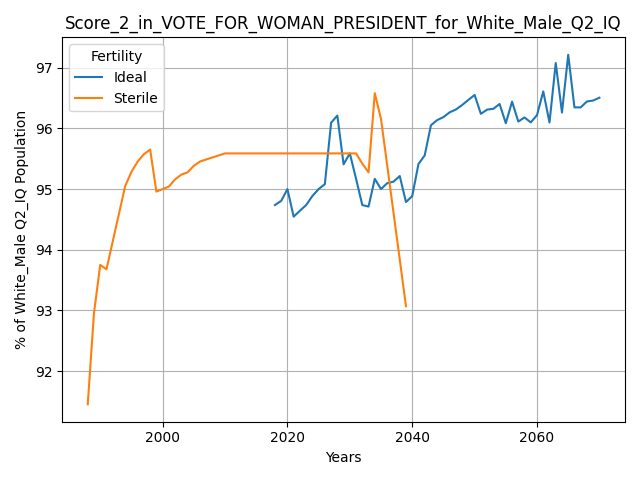 Score_2_in_VOTE_FOR_WOMAN_PRESIDENT_for_White_Male_Q2_IQ
Fertility
Ideal
Sterile
% of White_Male Q2_IQ Population
97
96
95
94
93
92
2000
2020
2040
2060
Years